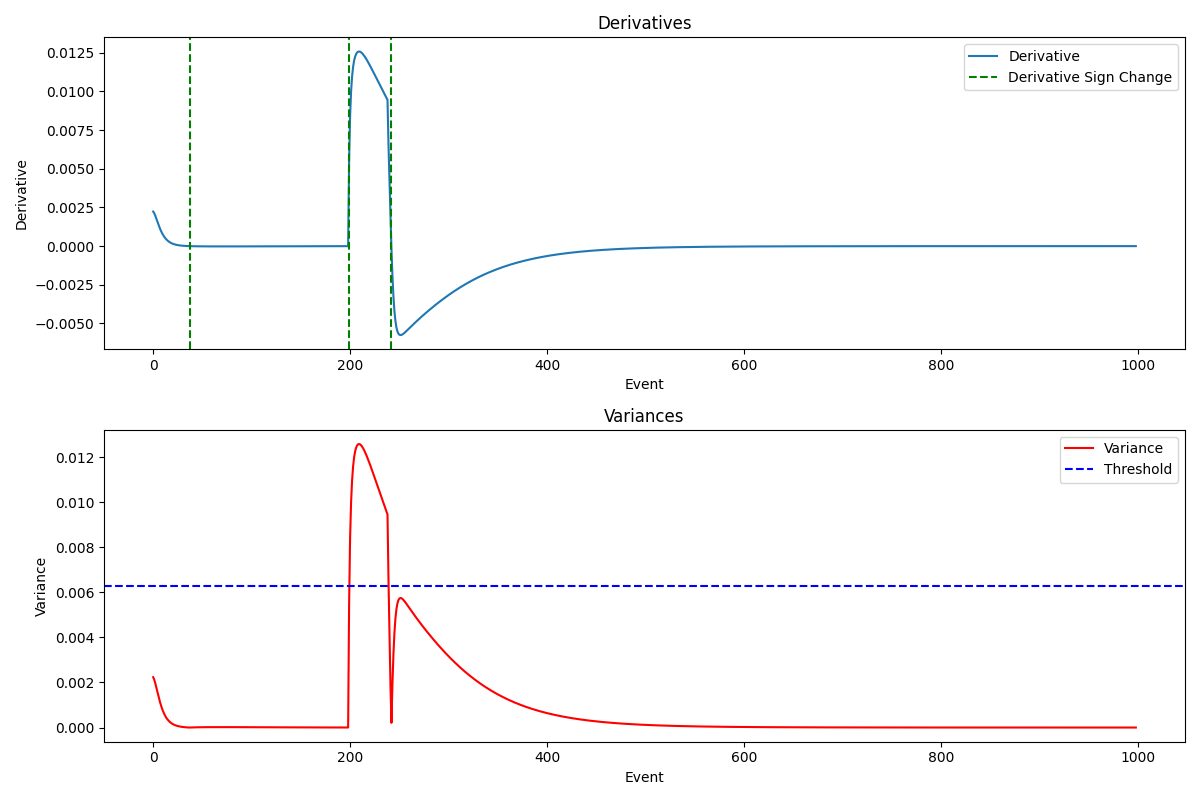 Derivatives
Derivative
0.0125
0.0100
0.0075
0.0050
0.0025
0.0000
−0.0025
−0.0050
Derivative
Derivative Sign Change
0 200 400 600 800 1000
Event
Variances
Variance
0.012
0.010
0.008
0.006
0.004
0.002
0.000
Variance
Threshold
0 200 400 600 800 1000
Event